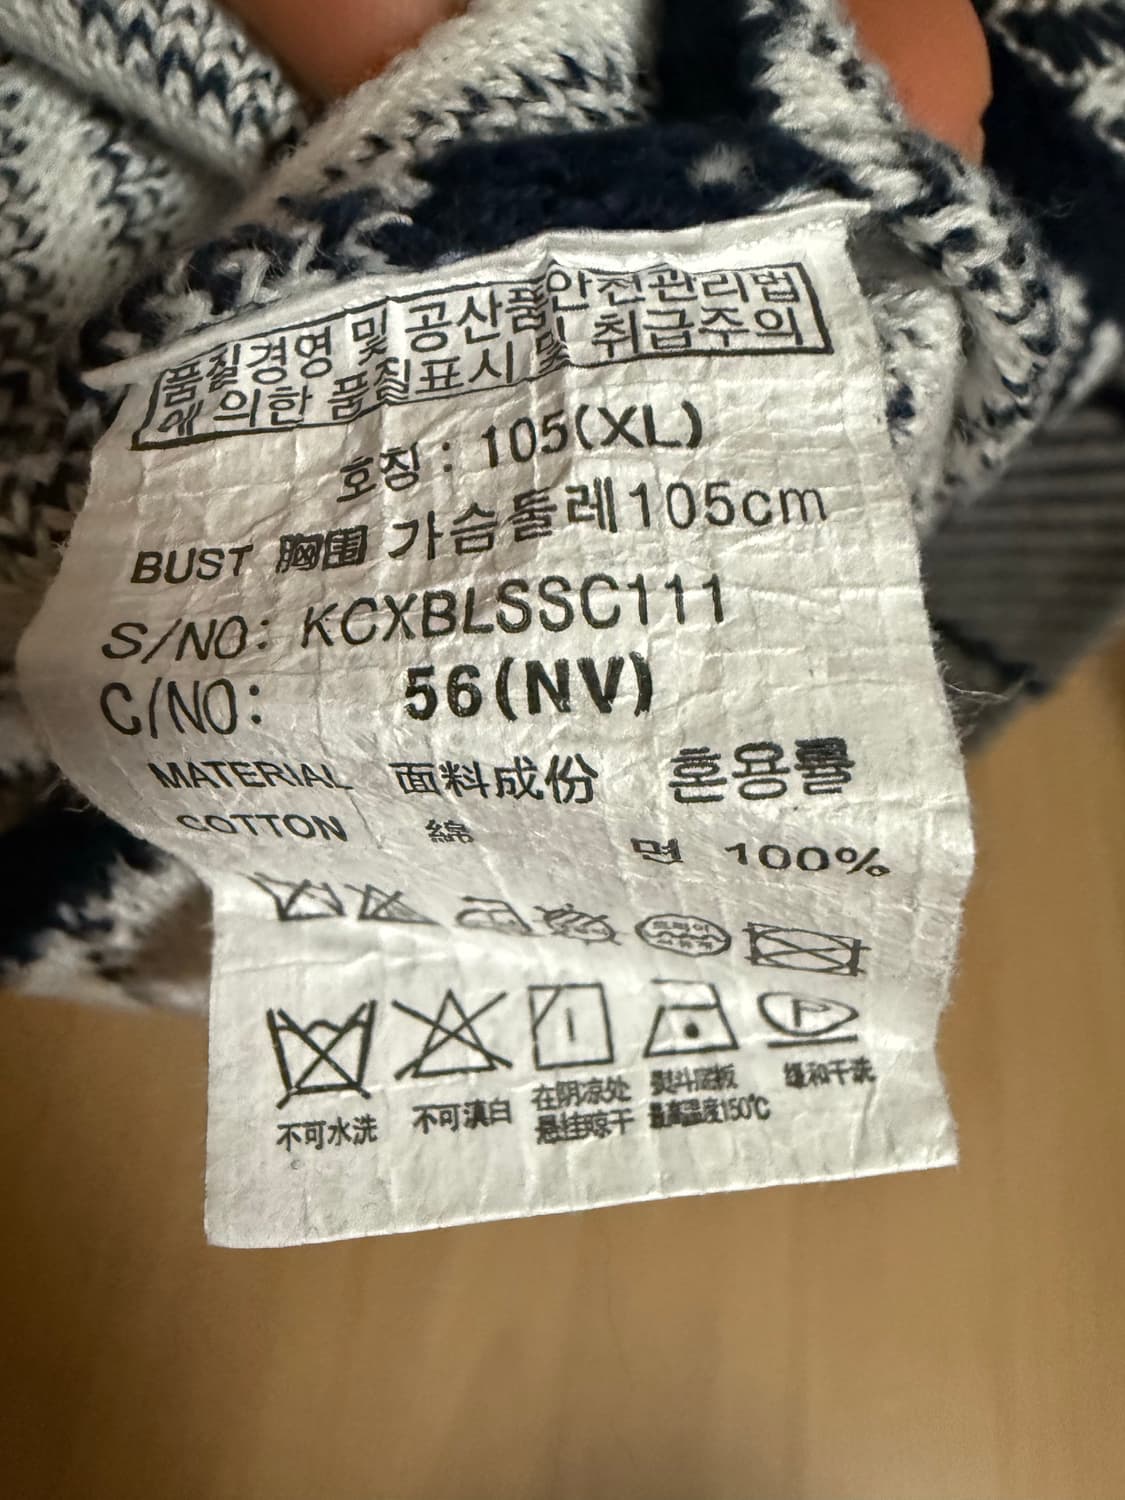 품질경영 및 공산품안전관리법
에 의한 품질표시 및 취급주의
호칭 : 105(XL)
BUST 胸围 가슴둘레105cm
S/NO: KCXBLSSC111
C/NO: 56(NV)
MATERIAL 面料成份 혼용률
COTTON 綿 면 100%
드라이
P
不可水洗 不可滇白 在阴凉处 熨斗底板 缓和干洗
悬挂晾干 最高温度150℃